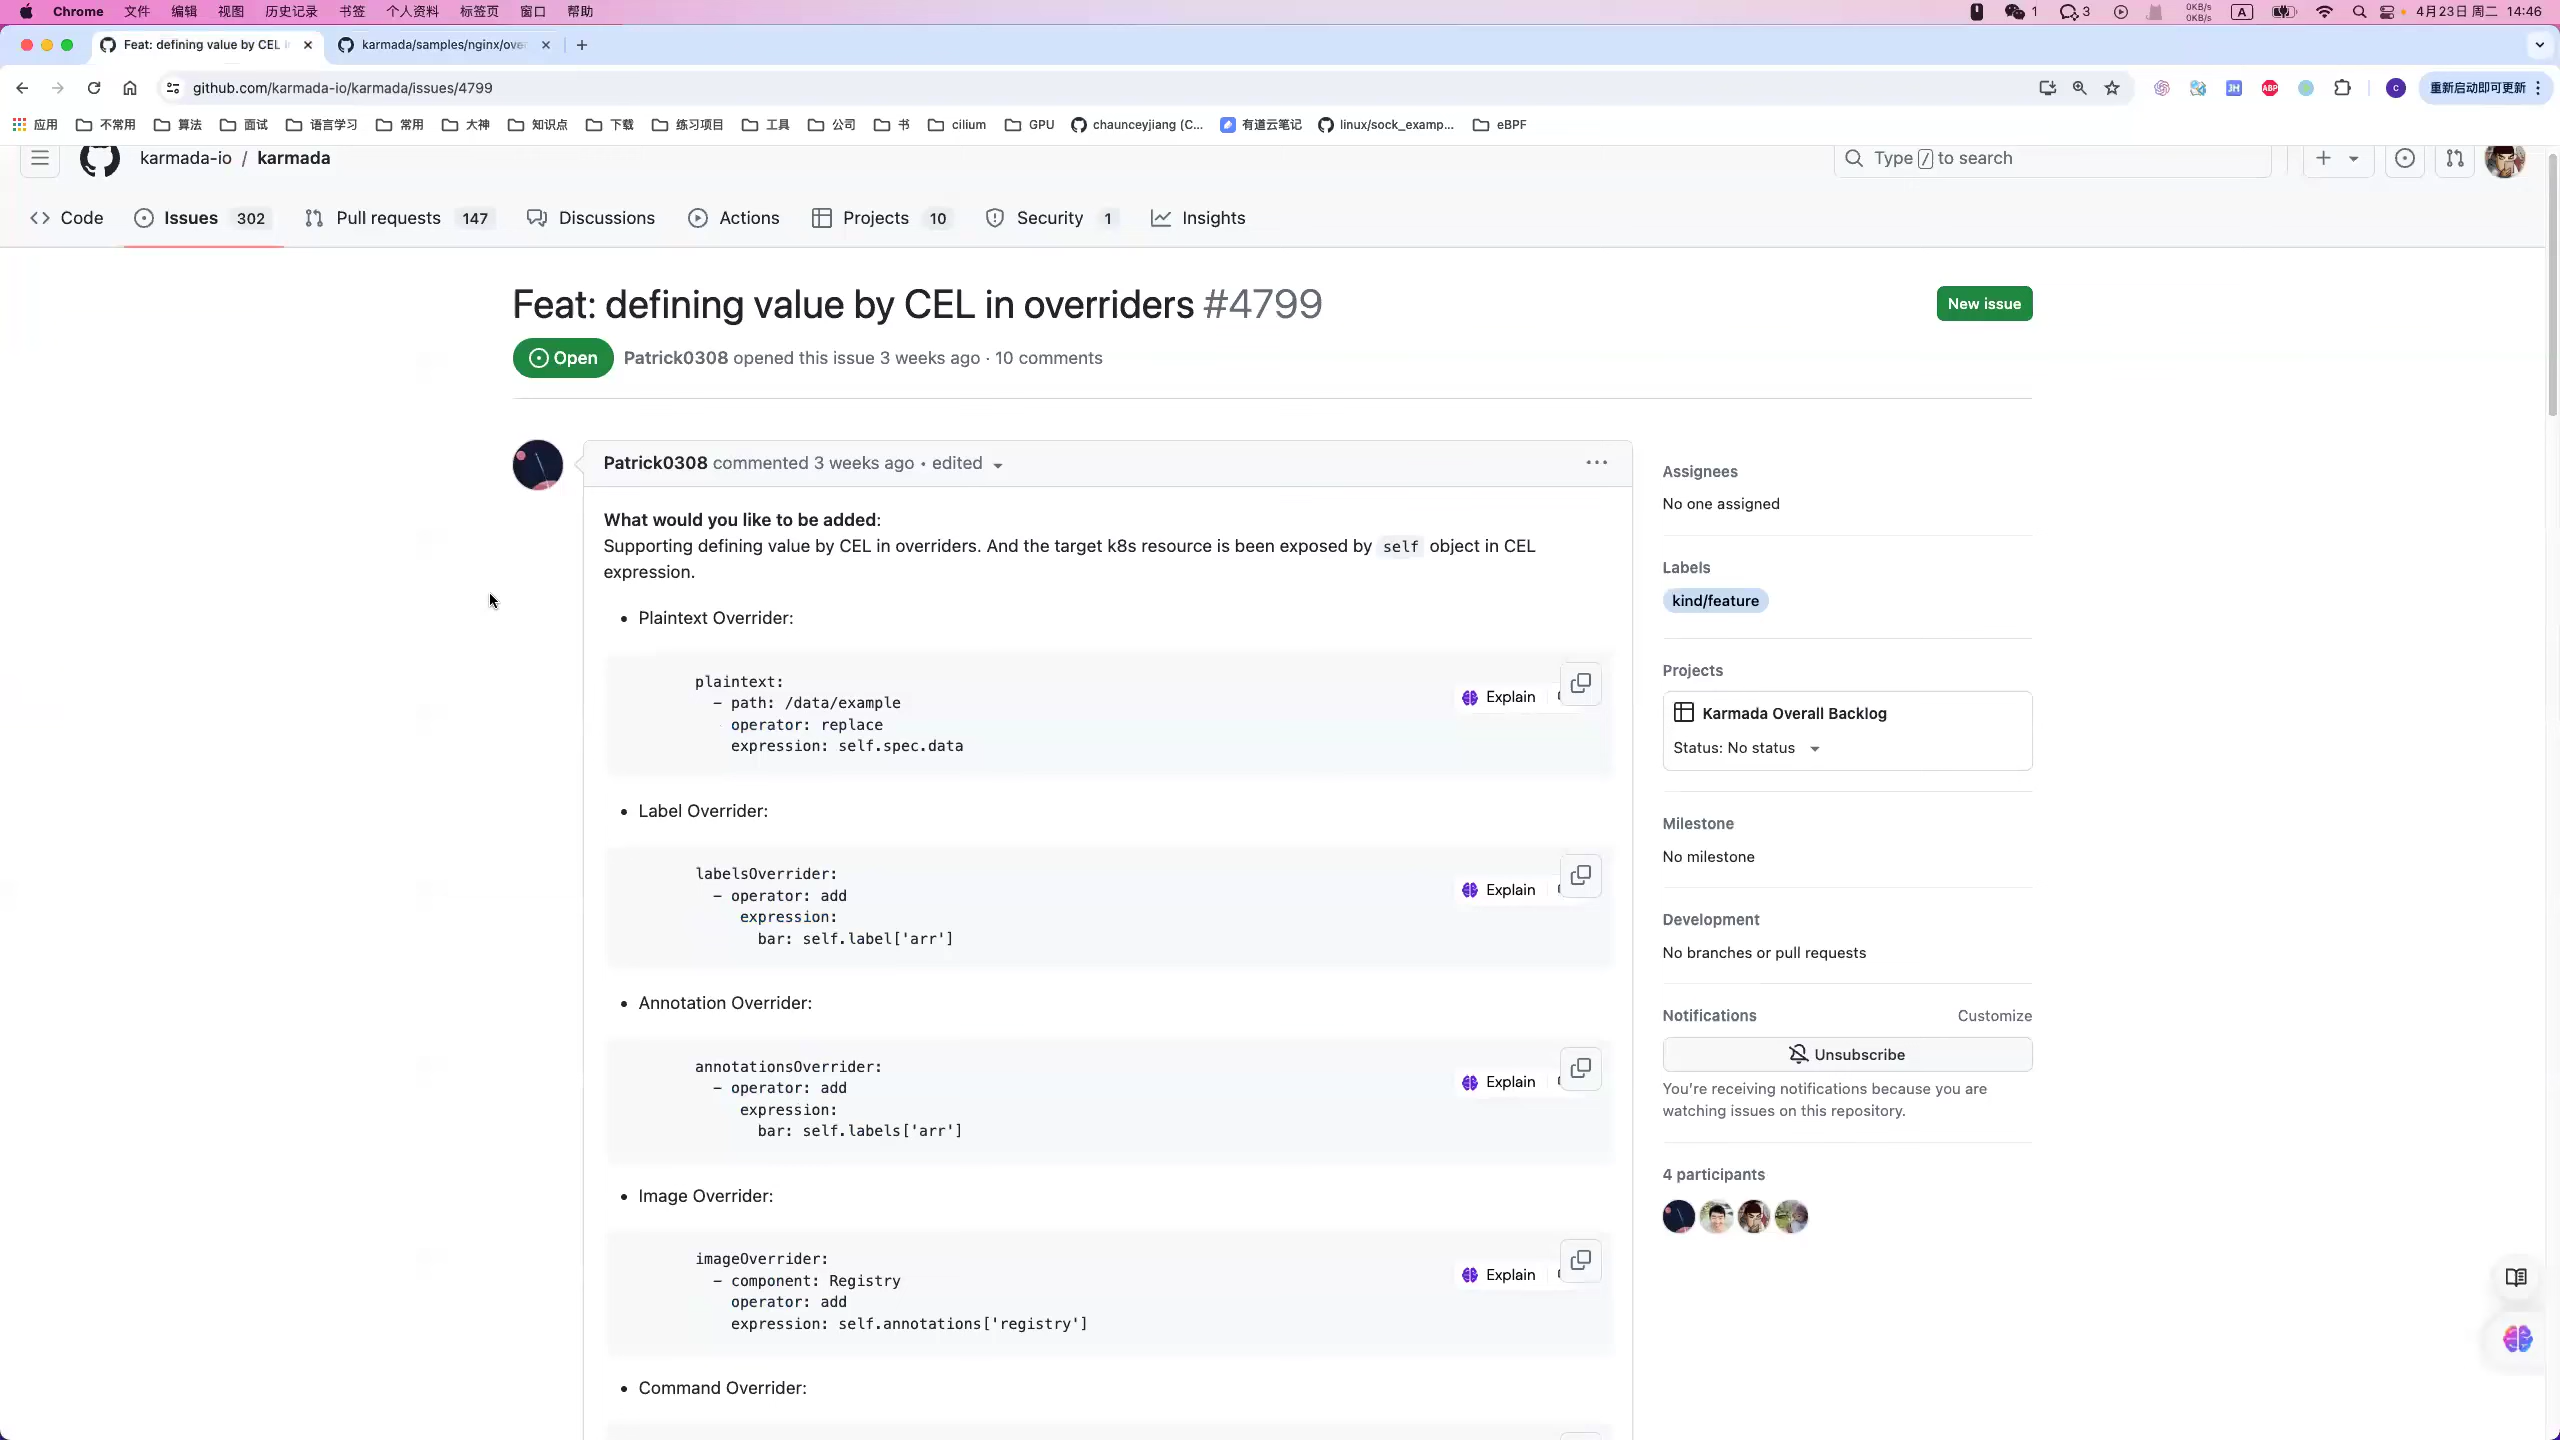 Chrome 文件 编辑 视图 历史记录 书签 个人资料 标签页 窗口 帮助 1 3 0KB/s 0KB/s A 4月23日 周二 14:46
Feat: defining value by CEL i karmada/samples/nginx/over
github.com/karmada-io/karmada/issues/4799 JH ABP C 重新启动即可更新
应用 不常用 算法 面试 语言学习 常用 大神 知识点 下载 练习项目 工具 公司 书 cilium GPU chaunceyjiang (C... 有道云笔记 linux/sock_examp... eBPF
karmada-io / karmada Type / to search
Code Issues 302 Pull requests 147 Discussions Actions Projects 10 Security 1 Insights
Feat: defining value by CEL in overriders #4799 New issue
Open Patrick0308 opened this issue 3 weeks ago · 10 comments
Patrick0308 commented 3 weeks ago • edited
What would you like to be added:
Supporting defining value by CEL in overriders. And the target k8s resource is been exposed by self object in CEL
expression.
• Plaintext Overrider:
plaintext:
- path: /data/example
operator: replace
expression: self.spec.data
Explain
• Label Overrider:
labelsOverrider:
- operator: add
expression:
bar: self.label['arr']
Explain
• Annotation Overrider:
annotationsOverrider:
- operator: add
expression:
bar: self.labels['arr']
Explain
• Image Overrider:
imageOverrider:
- component: Registry
operator: add
expression: self.annotations['registry']
Explain
• Command Overrider:
Assignees
No one assigned
Labels
kind/feature
Projects
Karmada Overall Backlog
Status: No status
Milestone
No milestone
Development
No branches or pull requests
Notifications Customize
Unsubscribe
You're receiving notifications because you are
watching issues on this repository.
4 participants